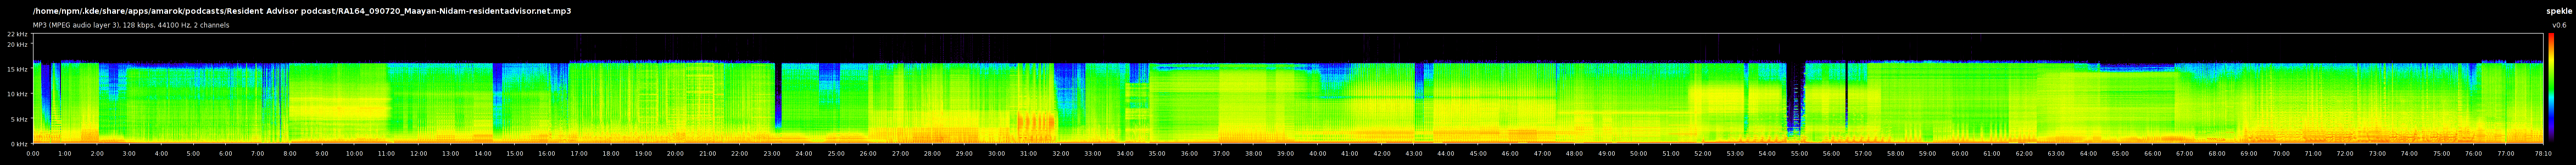 /home/npm/.kde/share/apps/amarok/podcasts/Resident Advisor podcast/RA164_090720_Maayan-Nidam-residentadvisor.net.mp3 spekle
MP3 (MPEG audio layer 3), 128 kbps, 44100 Hz, 2 channels v0.6
22 kHz
20 kHz
15 kHz
10 kHz
5 kHz
0 kHz
0:00 1:00 2:00 3:00 4:00 5:00 6:00 7:00 8:00 9:00 10:00 11:00 12:00 13:00 14:00 15:00 16:00 17:00 18:00 19:00 20:00 21:00 22:00 23:00 24:00 25:00 26:00 27:00 28:00 29:00 30:00 31:00 32:00 33:00 34:00 35:00 36:00 37:00 38:00 39:00 40:00 41:00 42:00 43:00 44:00 45:00 46:00 47:00 48:00 49:00 50:00 51:00 52:00 53:00 54:00 55:00 56:00 57:00 58:00 59:00 60:00 61:00 62:00 63:00 64:00 65:00 66:00 67:00 68:00 69:00 70:00 71:00 72:00 73:00 74:00 75:00 76:00 77:00 78:10